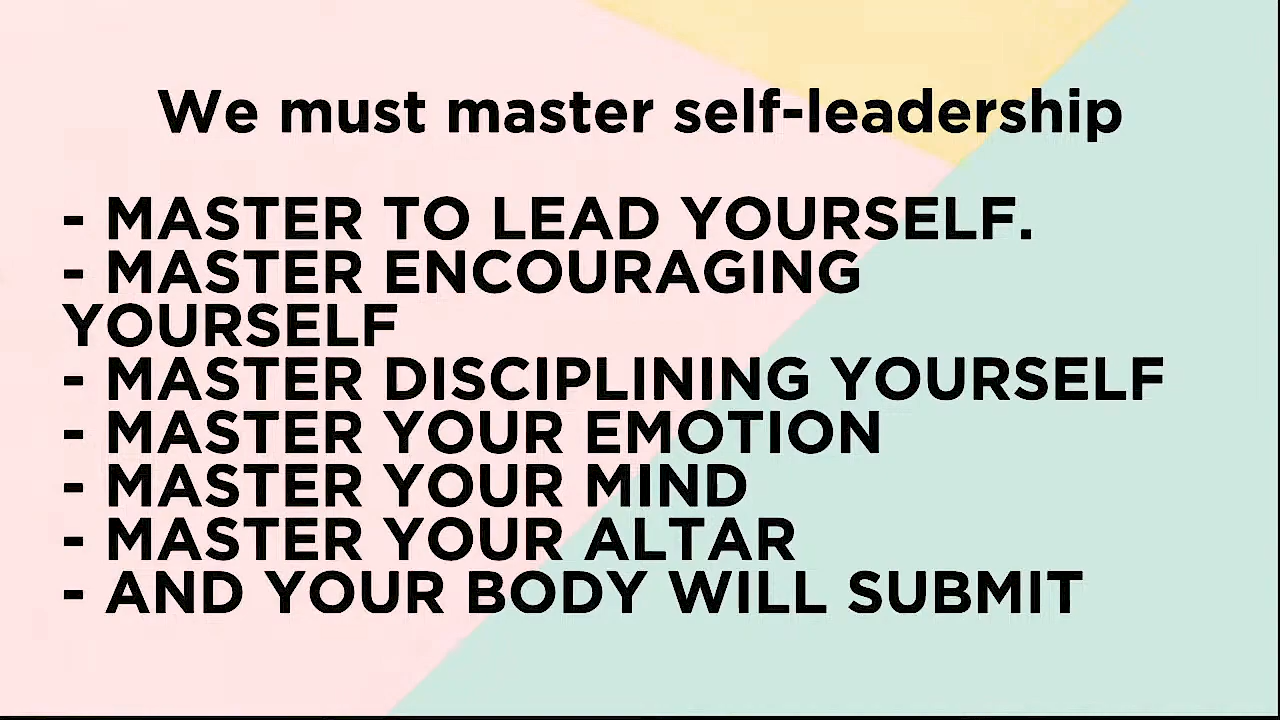 We must master self-leadership
- MASTER TO LEAD YOURSELF.
- MASTER ENCOURAGING
YOURSELF
- MASTER DISCIPLINING YOURSELF
- MASTER YOUR EMOTION
- MASTER YOUR MIND
- MASTER YOUR ALTAR
- AND YOUR BODY WILL SUBMIT